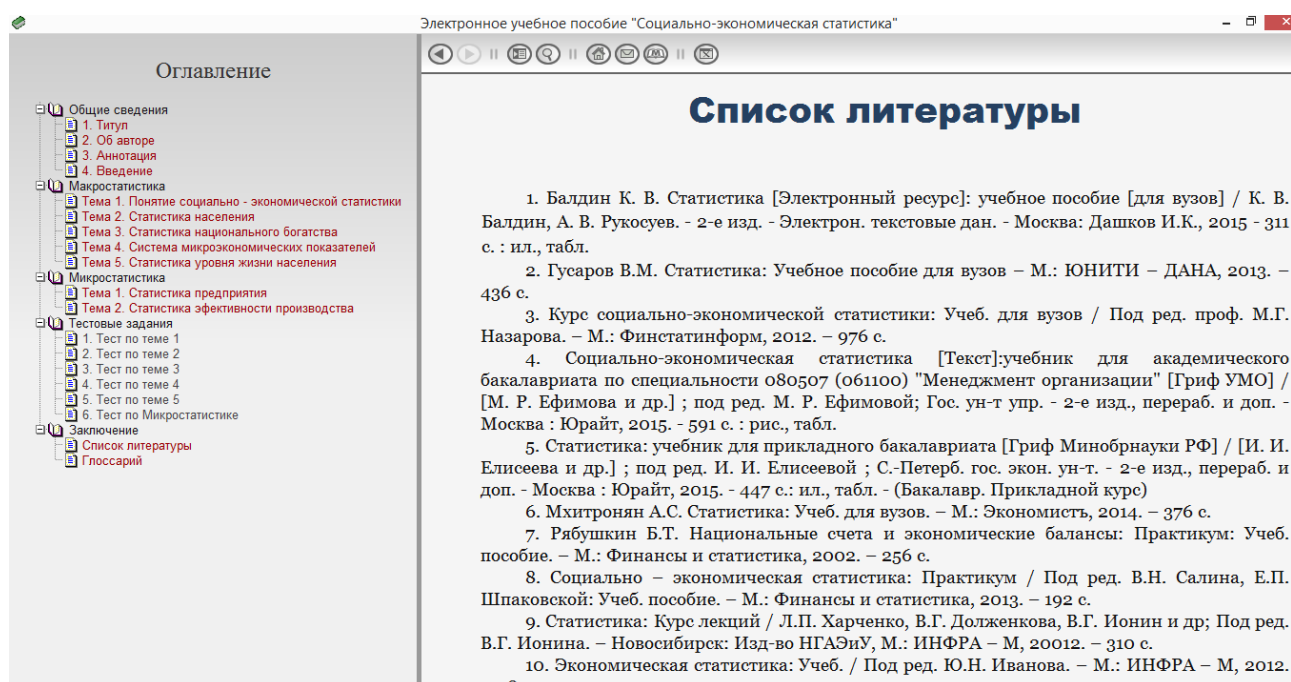 Электронное учебное пособие "Социально-экономическая статистика"
Оглавление
Общие сведения
1. Титул
2. Об авторе
3. Аннотация
4. Введение
Макростатистика
Тема 1. Понятие социально - экономической статистики
Тема 2. Статистика населения
Тема 3. Статистика национального богатства
Тема 4. Система микроэкономических показателей
Тема 5. Статистика уровня жизни населения
Микростатистика
Тема 1. Статистика предприятия
Тема 2. Статистика эфективности производства
Тестовые задания
1. Тест по теме 1
2. Тест по теме 2
3. Тест по теме 3
4. Тест по теме 4
5. Тест по теме 5
6. Тест по Микростатистике
Заключение
Список литературы
Глоссарий
Список литературы
1. Балдин К. В. Статистика [Электронный ресурс]: учебное пособие [для вузов] / К. В.
Балдин, А. В. Рукосуев. - 2-е изд. - Электрон. текстовые дан. - Москва: Дашков И.К., 2015 - 311
с. : ил., табл.
2. Гусаров В.М. Статистика: Учебное пособие для вузов – М.: ЮНИТИ – ДАНА, 2013. –
436 с.
3. Курс социально-экономической статистики: Учеб. для вузов / Под ред. проф. М.Г.
Назарова. – М.: Финстатинформ, 2012. – 976 с.
4. Социально-экономическая статистика [Текст]:учебник для академического
бакалавриата по специальности 080507 (061100) "Менеджмент организации" [Гриф УМО] /
[М. Р. Ефимова и др.] ; под ред. М. Р. Ефимовой; Гос. ун-т упр. - 2-е изд., перераб. и доп. -
Москва : Юрайт, 2015. - 591 с. : рис., табл.
5. Статистика: учебник для прикладного бакалавриата [Гриф Минобрнауки РФ] / [И. И.
Елисеева и др.] ; под ред. И. И. Елисеевой ; С.-Петерб. гос. экон. ун-т. - 2-е изд., перераб. и
доп. - Москва : Юрайт, 2015. - 447 с.: ил., табл. - (Бакалавр. Прикладной курс)
6. Мхитронян А.С. Статистика: Учеб. для вузов. – М.: Экономистъ, 2014. – 376 с.
7. Рябушкин Б.Т. Национальные счета и экономические балансы: Практикум: Учеб.
пособие. – М.: Финансы и статистика, 2002. – 256 с.
8. Социально – экономическая статистика: Практикум / Под ред. В.Н. Салина, Е.П.
Шпаковской: Учеб. пособие. – М.: Финансы и статистика, 2013. – 192 с.
9. Статистика: Курс лекций / Л.П. Харченко, В.Г. Долженкова, В.Г. Ионин и др; Под ред.
В.Г. Ионина. – Новосибирск: Изд-во НГАЭиУ, М.: ИНФРА – М, 20012. – 310 с.
10. Экономическая статистика: Учеб. / Под ред. Ю.Н. Иванова. – М.: ИНФРА – М, 2012.